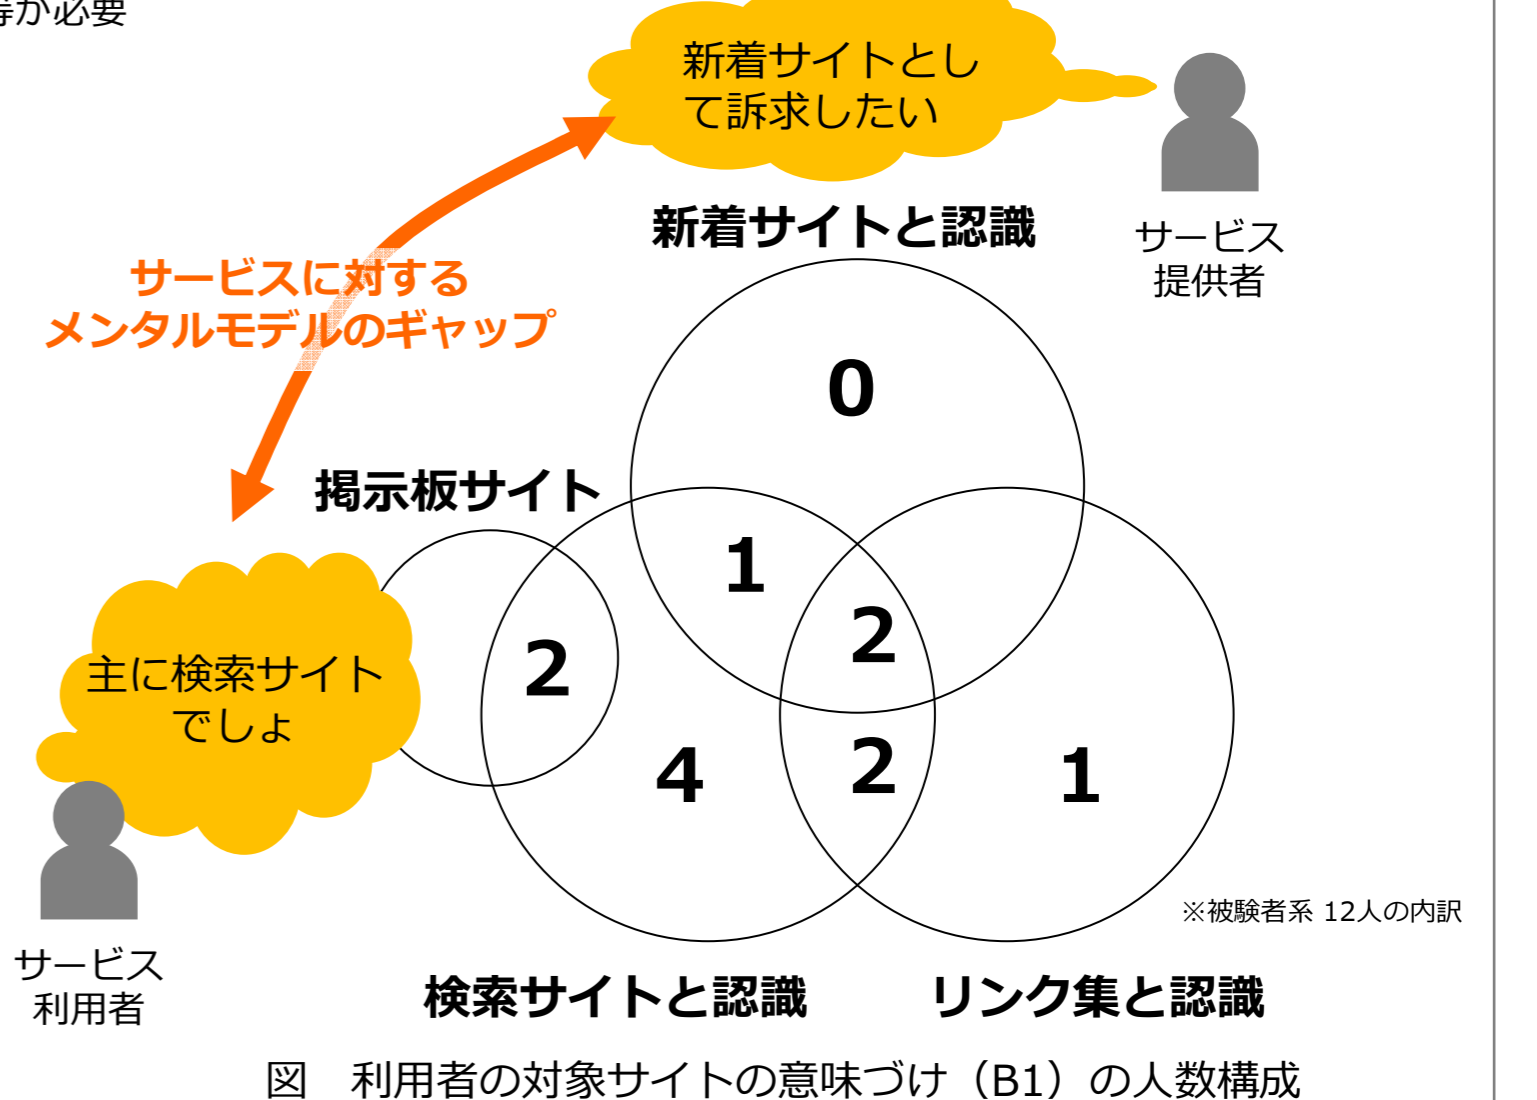 等が必要
新着サイトとし
て訴求したい
新着サイトと認識
サービス
提供者
サービスに対する
メンタルモデルのギャップ
0
掲示板サイト
1
2
2
主に検索サイト
でしょ
4
2
1
※被験者系 12人の内訳
サービス
利用者
検索サイトと認識
リンク集と認識
図 利用者の対象サイトの意味づけ（B1）の人数構成